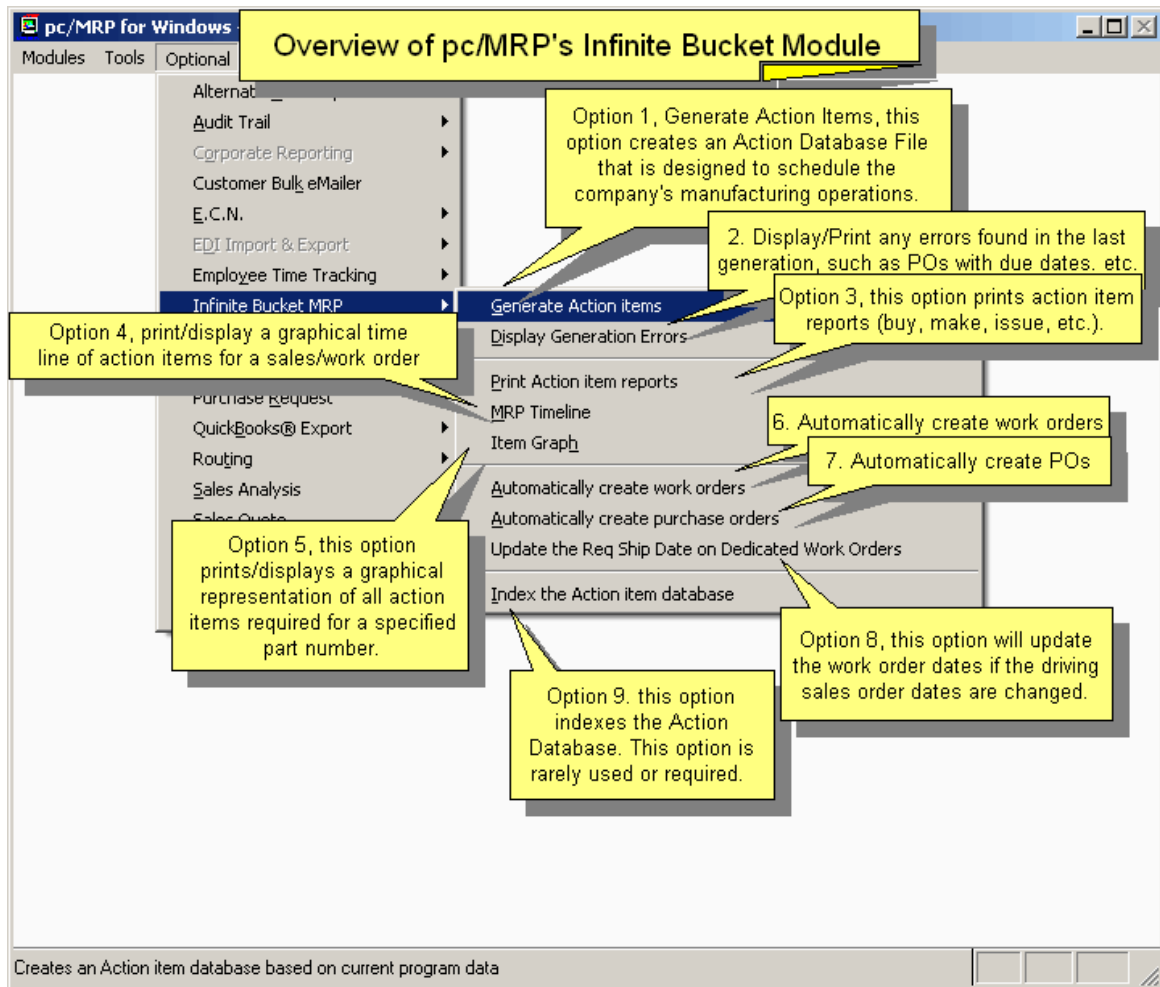 pc/MRP for Windows -
Overview of pc/MRP's Infinite Bucket Module
Modules Tools Optional
Audit Trail
Corporate Reporting
Customer Bulk eMailer
E.C.N.
EDI Import & Export
Employee Time Tracking
Infinite Bucket MRP
Purchase Request
QuickBooks® Export
Routing
Sales Analysis
Sales Quote
Option 1, Generate Action Items, this
option creates an Action Database File
that is designed to schedule the
company's manufacturing operations.
2. Display/Print any errors found in the last
generation, such as POs with due dates. etc.
Option 3, this option prints action item
reports (buy, make, issue, etc.).
Option 4, print/display a graphical time
line of action items for a sales/work order
Generate Action items
Display Generation Errors
Print Action item reports
MRP Timeline
Item Graph
Automatically create work orders
Automatically create purchase orders
Update the Req Ship Date on Dedicated Work Orders
Index the Action item database
6. Automatically create work orders
7. Automatically create POs
Option 5, this option
prints/displays a graphical
representation of all action
items required for a specified
part number.
Option 8, this option will update
the work order dates if the driving
sales order dates are changed.
Option 9. this option
indexes the Action
Database. This option is
rarely used or required.
Creates an Action item database based on current program data